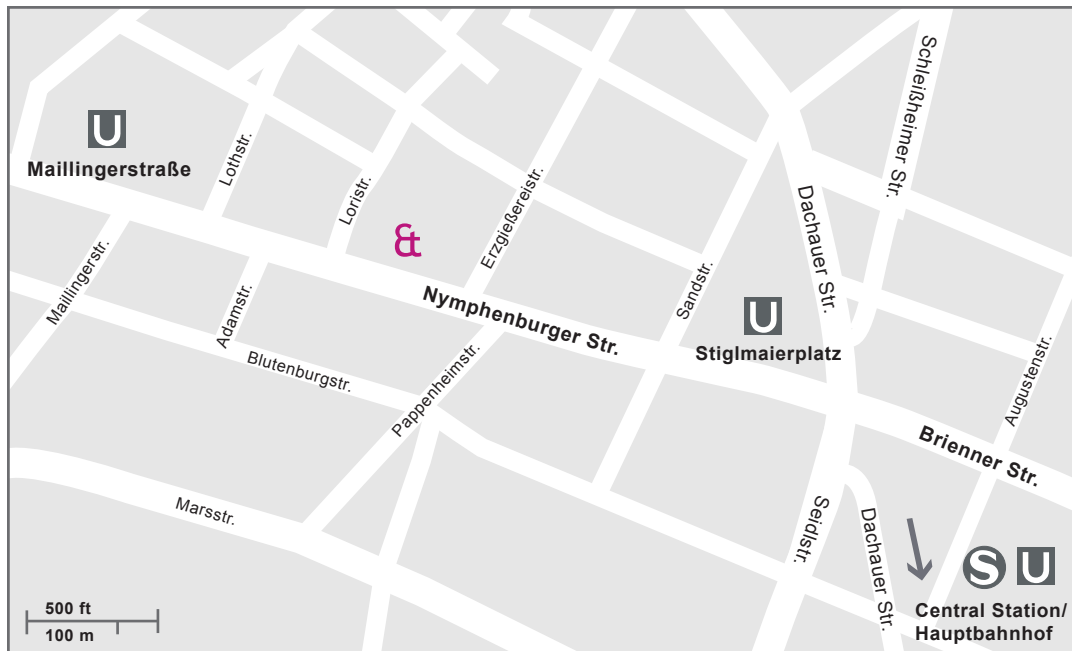 Schleißheimer Str.
U
Maillingerstraße
Lothstr.
Loristr.
Erzgießereistr.
Dachauer Str.
&
Maillingerstr.
Adamstr.
Nymphenburger Str.
Sandstr.
U
Stiglmaierplatz
Blutenburgstr.
Pappenheimstr.
Augustenstr.
Brienner Str.
Marsstr.
Seidlstr.
Dachauer Str.
S U
Central Station/
Hauptbahnhof
500 ft
100 m